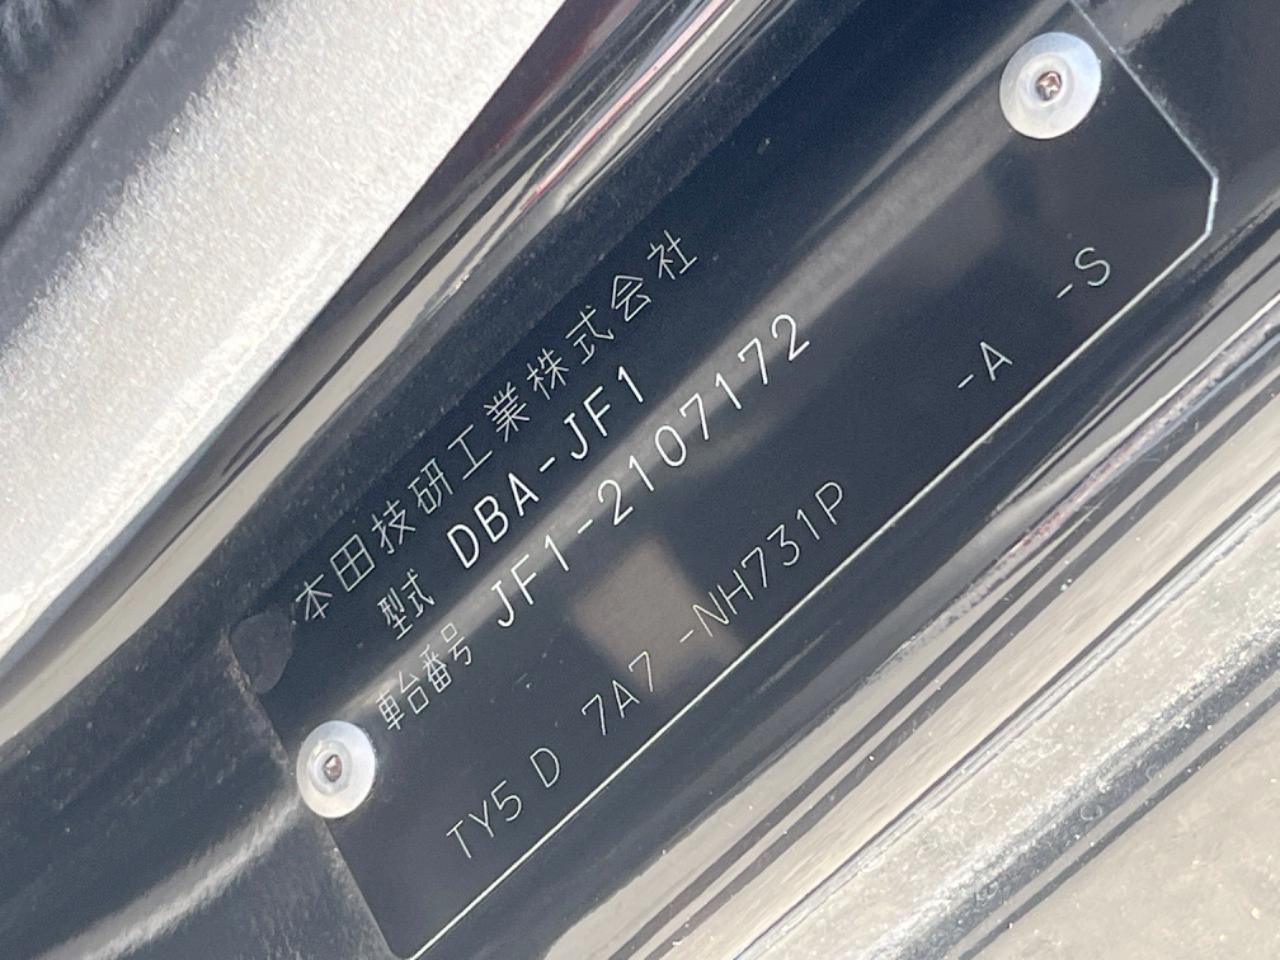 本田技研工業株式会社
型式 DBA-JF1
車台番号 JF1-2107172
TY5 D 7A7 -NH731P -A -S